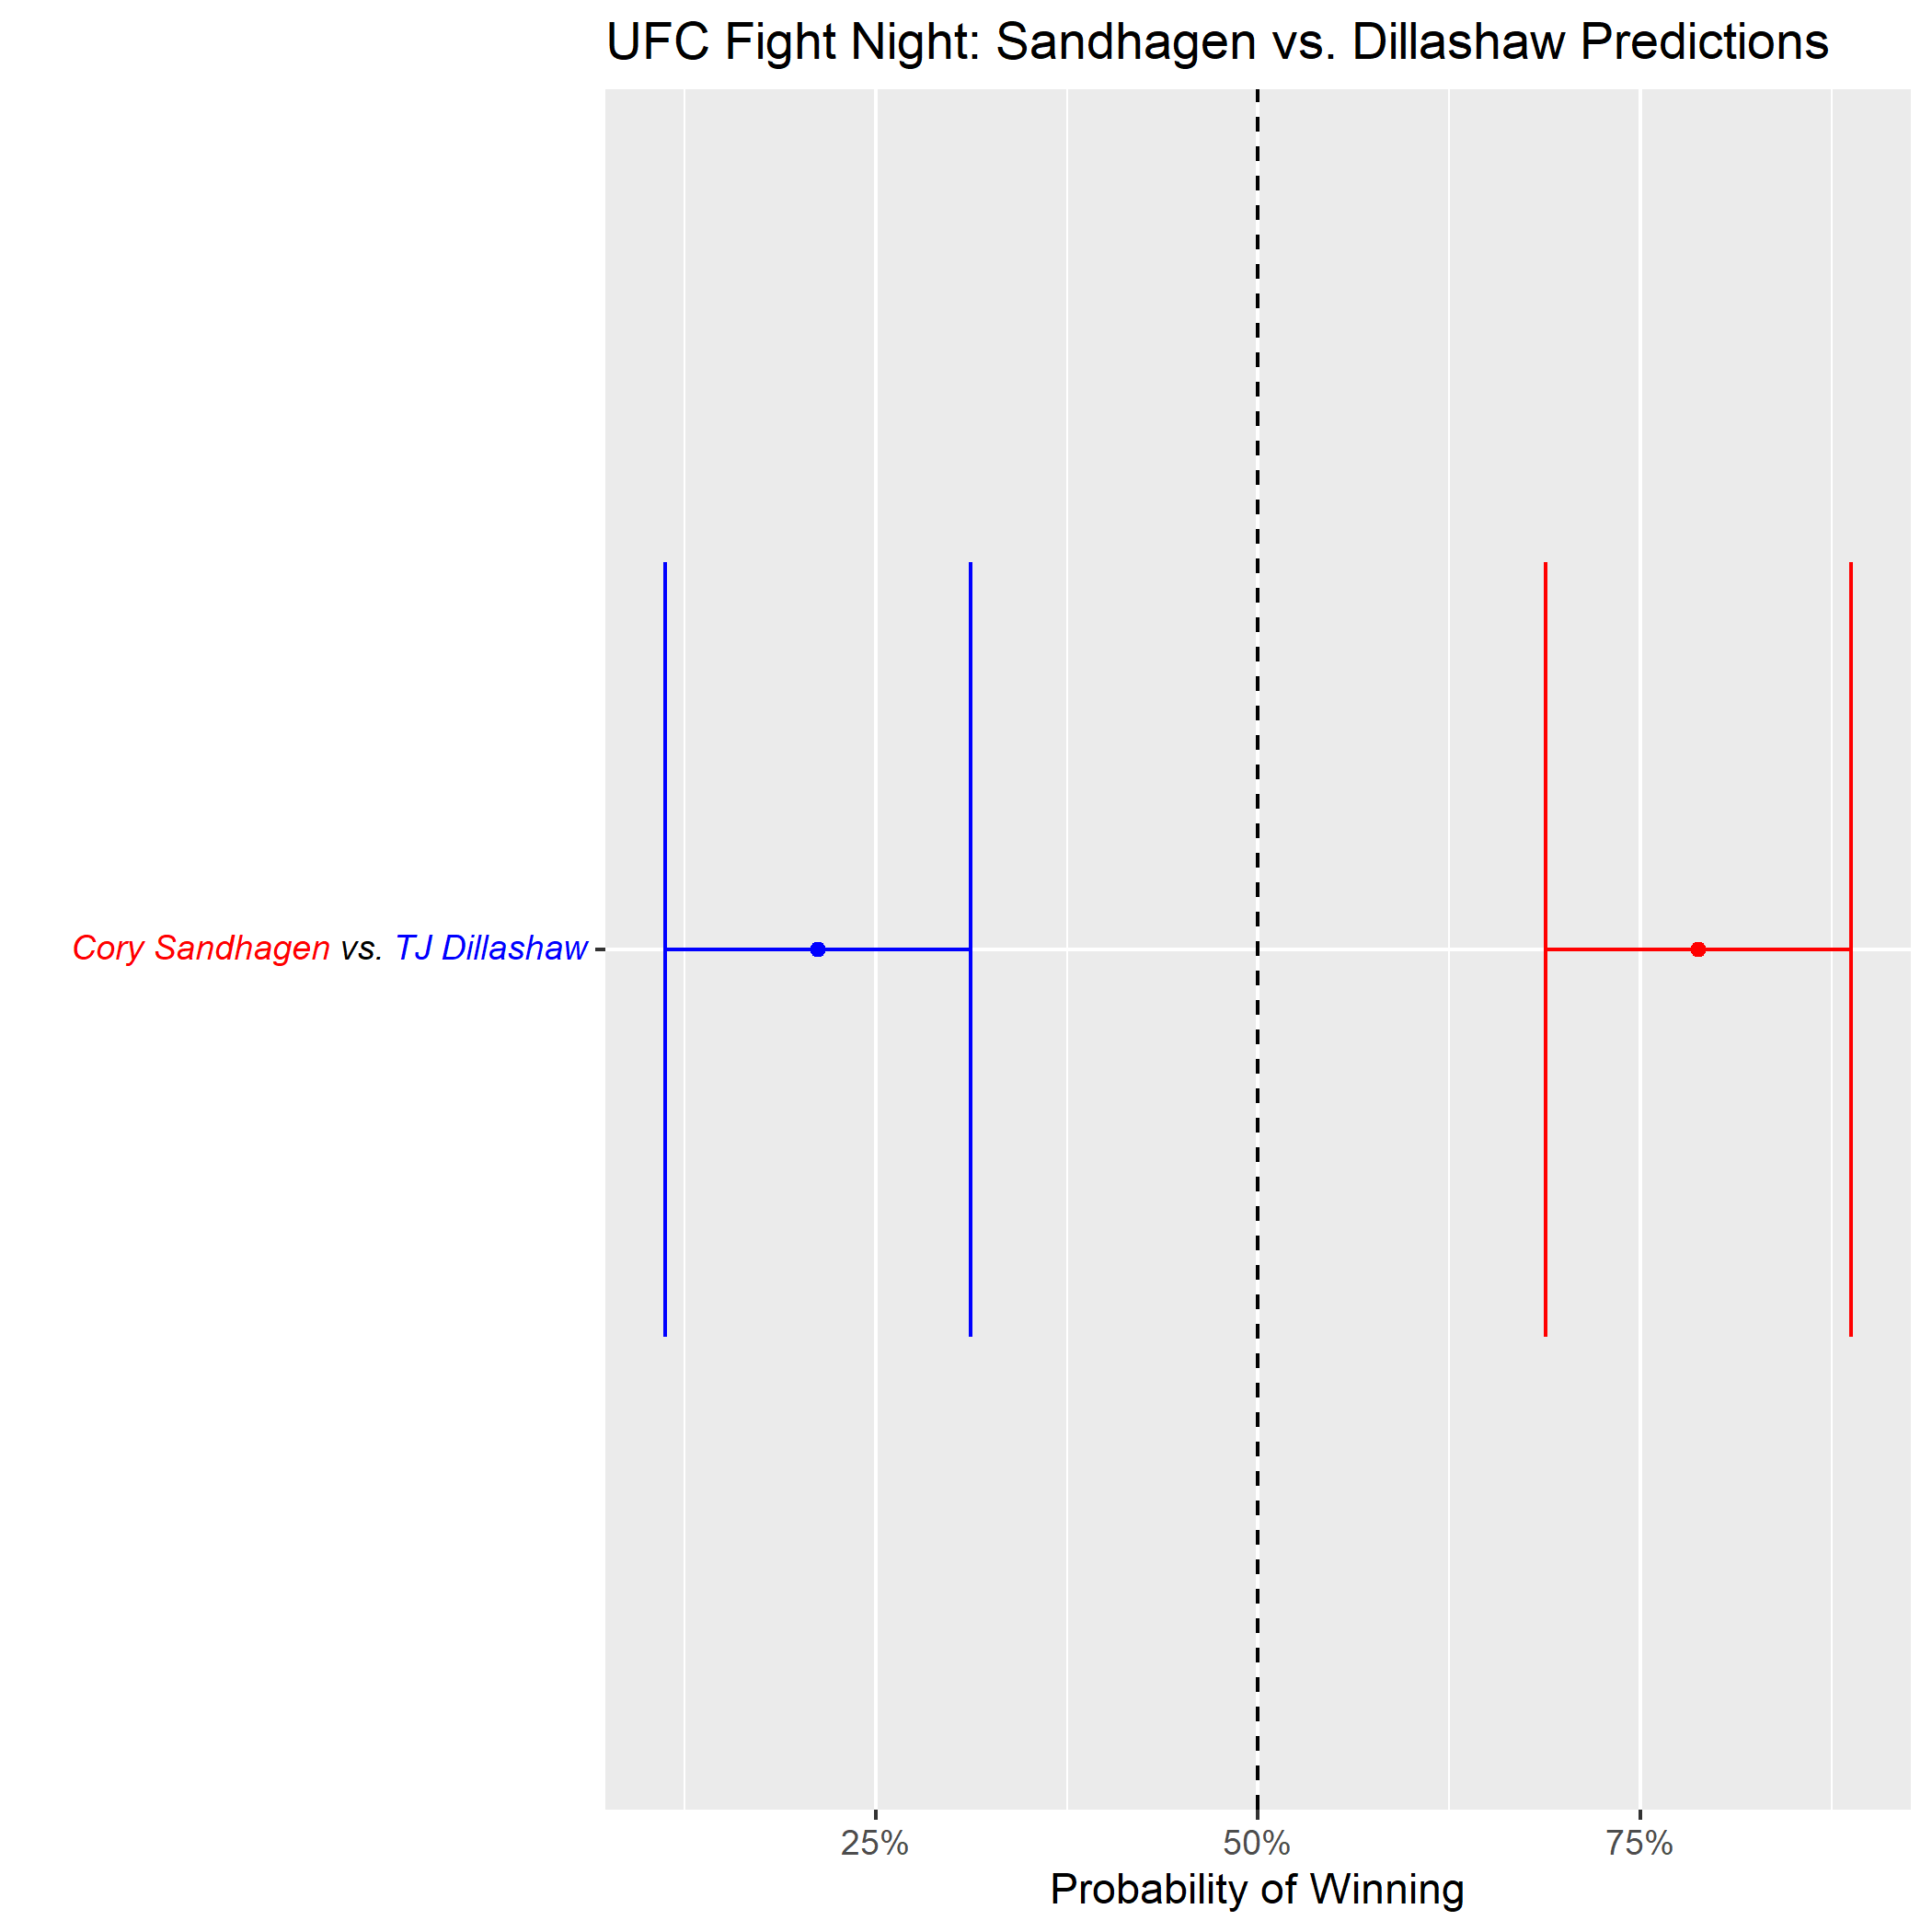 UFC Fight Night: Sandhagen vs. Dillashaw Predictions
Cory Sandhagen vs. TJ Dillashaw
25% 50% 75%
Probability of Winning